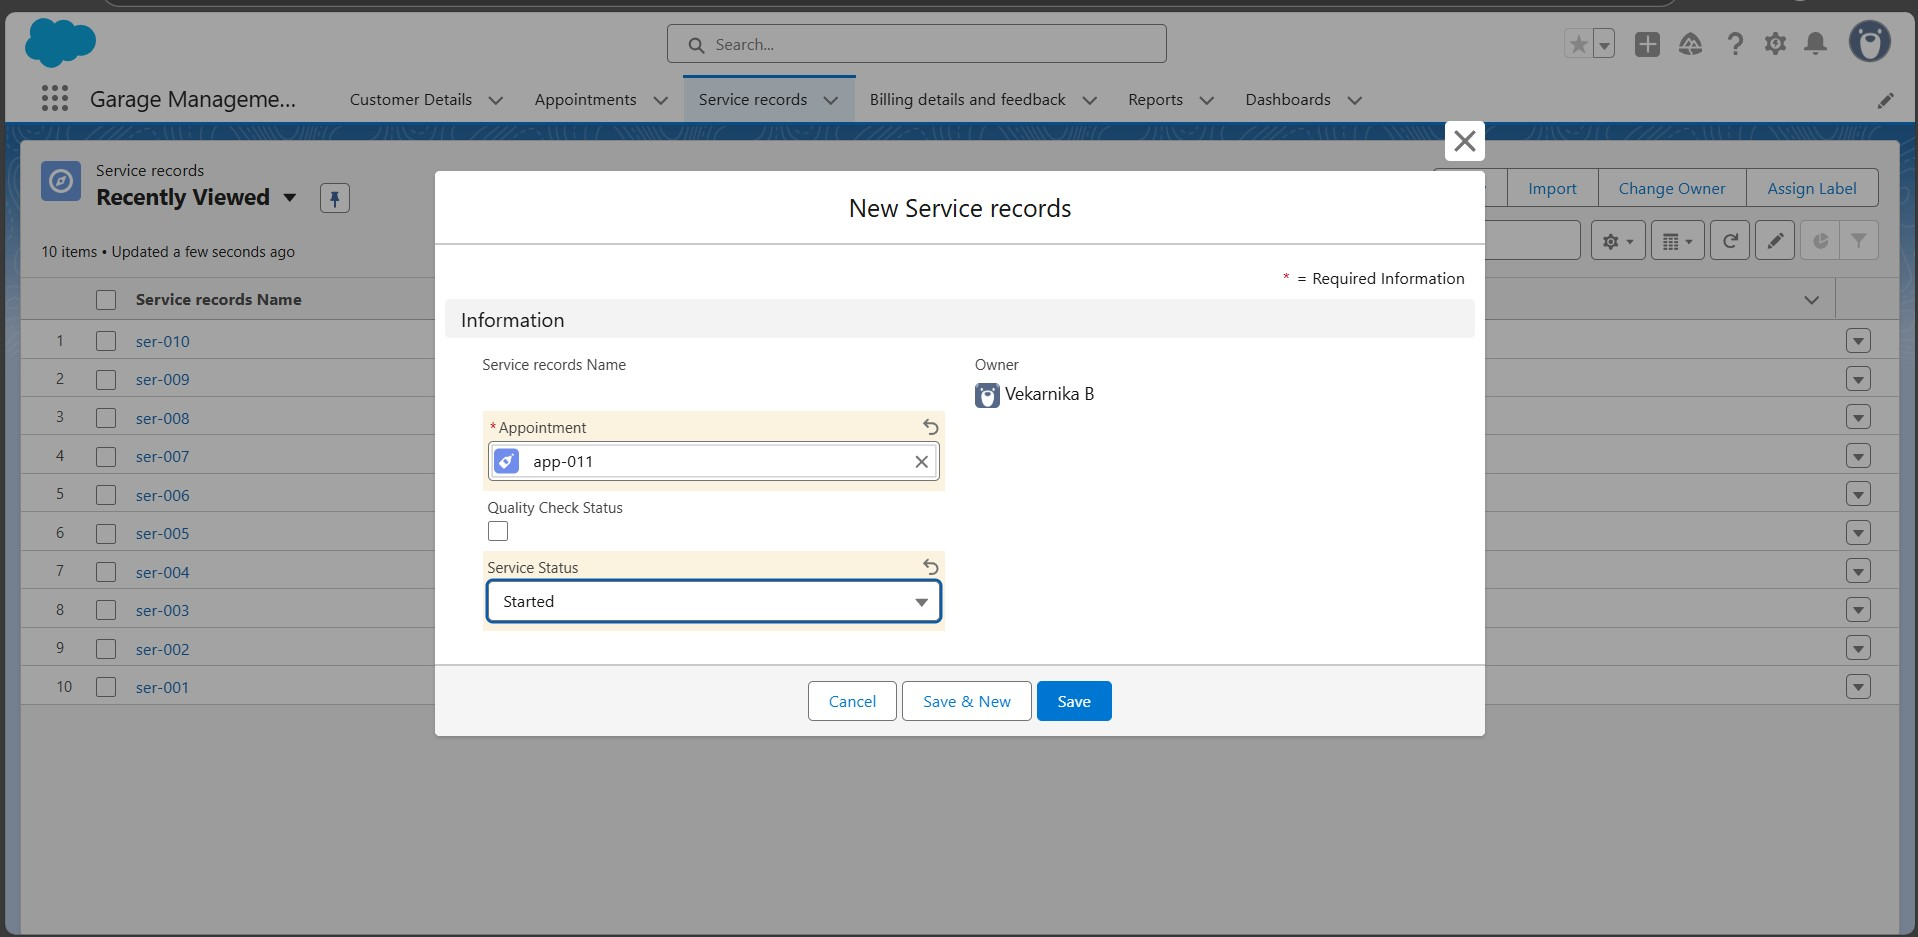 Search...
Garage Manageme...
Customer Details
Appointments
Service records
Billing details and feedback
Reports
Dashboards
Service records
Recently Viewed
Import
Change Owner
Assign Label
10 items • Updated a few seconds ago
Service records Name
1 ser-010
2 ser-009
3 ser-008
4 ser-007
5 ser-006
6 ser-005
7 ser-004
8 ser-003
9 ser-002
10 ser-001
New Service records
* = Required Information
Information
Service records Name
Owner
Vekarnika B
*Appointment
app-011
Quality Check Status
Service Status
Started
Cancel
Save & New
Save